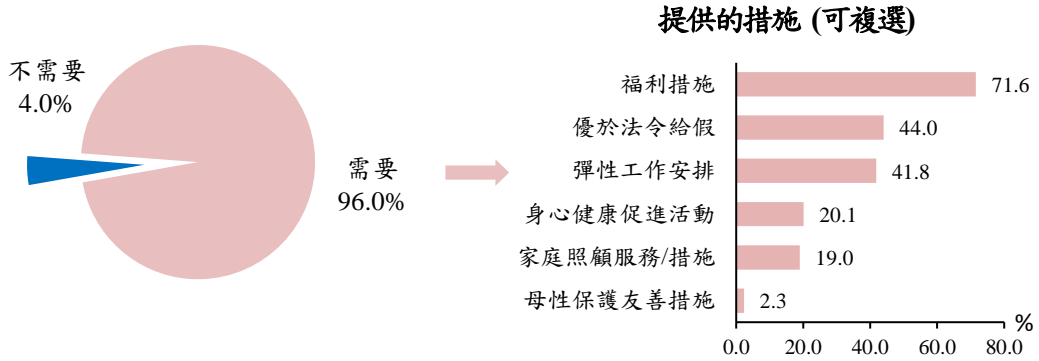 不需要
4.0%
需要
96.0%
提供的措施 (可複選)
福利措施 71.6
優於法令給假 44.0
彈性工作安排 41.8
身心健康促進活動 20.1
家庭照顧服務/措施 19.0
母性保護友善措施 2.3
%
0.0 20.0 40.0 60.0 80.0